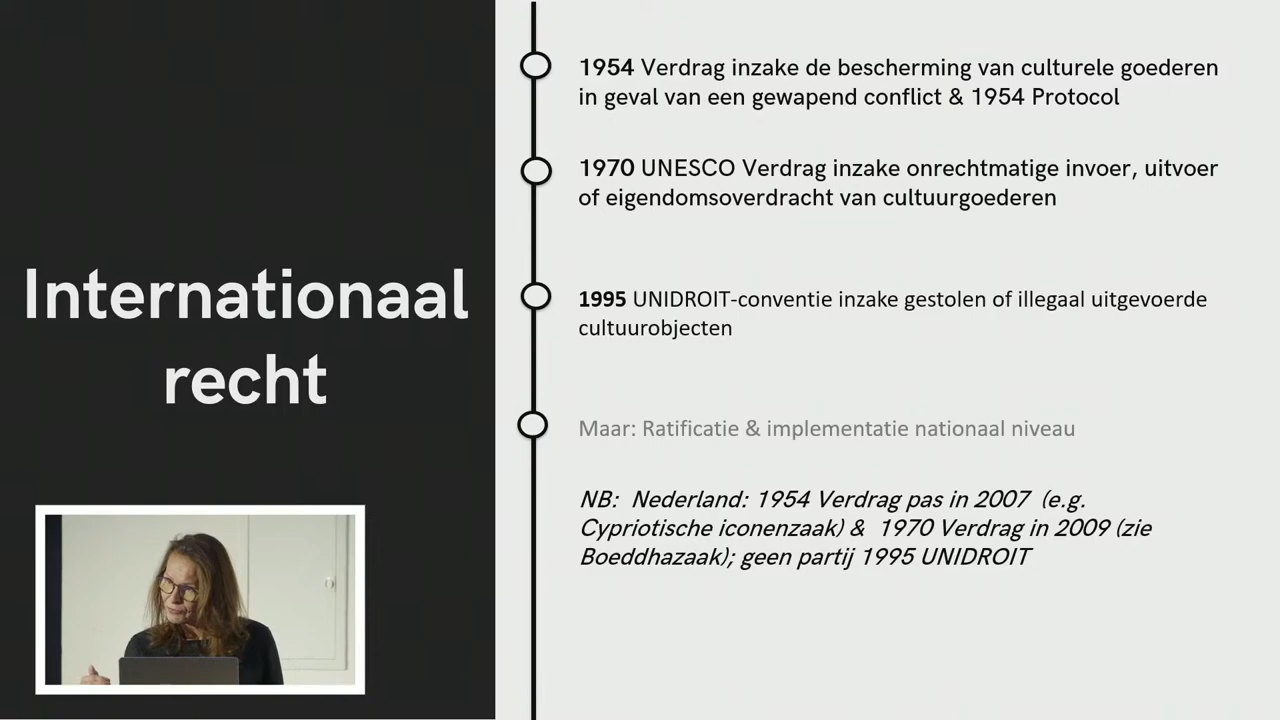 Internationaal
recht
1954 Verdrag inzake de bescherming van culturele goederen
in geval van een gewapend conflict & 1954 Protocol
1970 UNESCO Verdrag inzake onrechtmatige invoer, uitvoer
of eigendomsoverdracht van cultuurgoederen
1995 UNIDROIT-conventie inzake gestolen of illegaal uitgevoerde
cultuurobjecten
Maar: Ratificatie & implementatie nationaal niveau
NB: Nederland: 1954 Verdrag pas in 2007 (e.g.
Cypriotische iconenzaak) & 1970 Verdrag in 2009 (zie
Boeddhazaak); geen partij 1995 UNIDROIT